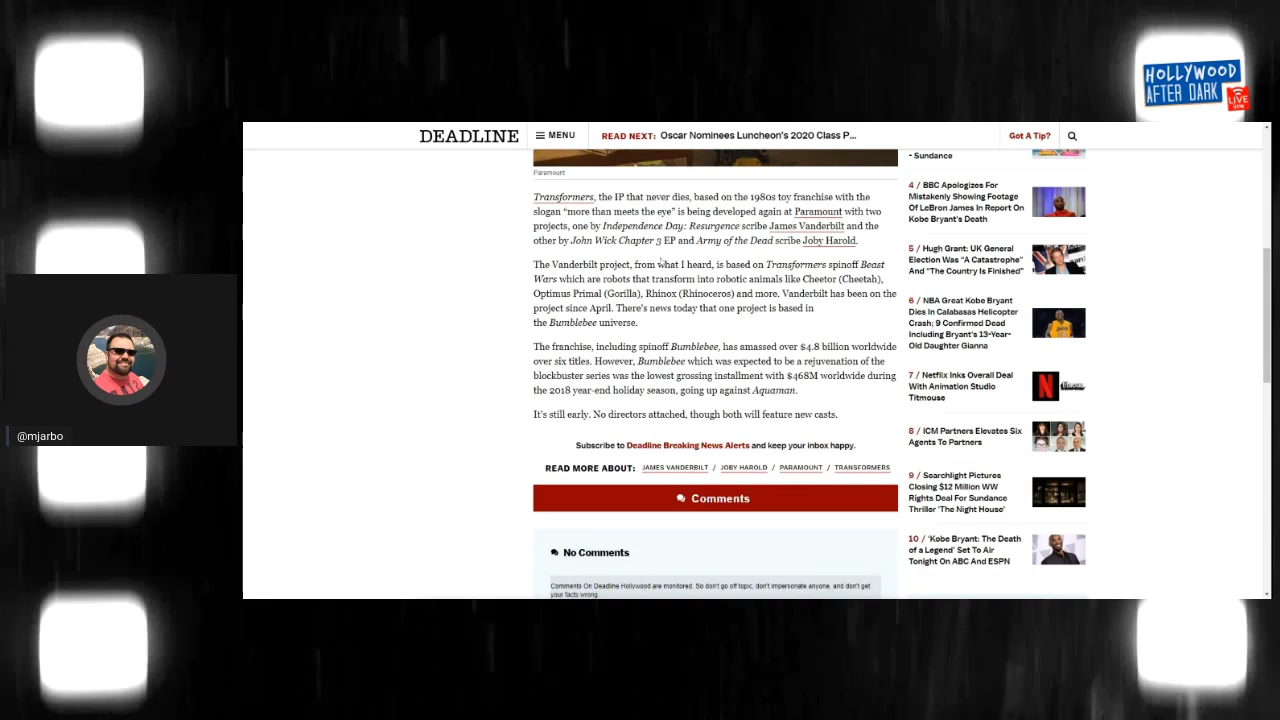 HOLLYWOOD
AFTER DARK
LIVE
DEADLINE
MENU
READ NEXT: Oscar Nominees Luncheon's 2020 Class P...
Got A Tip?
Paramount
Transformers, the IP that never dies, based on the 1980s toy franchise with the
slogan “more than meets the eye” is being developed again at Paramount with two
projects, one by Independence Day: Resurgence scribe James Vanderbilt and the
other by John Wick Chapter 3 EP and Army of the Dead scribe Joby Harold.
The Vanderbilt project, from what I heard, is based on Transformers spinoff Beast
Wars which are robots that transform into robotic animals like Cheetor (Cheetah),
Optimus Primal (Gorilla), Rhinox (Rhinoceros) and more. Vanderbilt has been on the
project since April. There’s news today that one project is based in
the Bumblebee universe.
The franchise, including spinoff Bumblebee, has amassed over $4.8 billion worldwide
over six titles. However, Bumblebee which was expected to be a rejuvenation of the
blockbuster series was the lowest grossing installment with $468M worldwide during
the 2018 year-end holiday season, going up against Aquaman.
It’s still early. No directors attached, though both will feature new casts.
Subscribe to Deadline Breaking News Alerts and keep your inbox happy.
READ MORE ABOUT: JAMES VANDERBILT / JOBY HAROLD / PARAMOUNT / TRANSFORMERS
Comments
No Comments
Comments On Deadline Hollywood are monitored. So don't go off topic, don't impersonate anyone, and don't get
your facts wrong.
- Sundance
4 / BBC Apologizes For
Mistakenly Showing Footage
Of LeBron James In Report On
Kobe Bryant's Death
5 / Hugh Grant: UK General
Election Was “A Catastrophe”
And “The Country Is Finished”
6 / NBA Great Kobe Bryant
Dies In Calabasas Helicopter
Crash; 9 Confirmed Dead
Including Bryant's 13-Year-
Old Daughter Gianna
7 / Netflix Inks Overall Deal
With Animation Studio
Titmouse
8 / ICM Partners Elevates Six
Agents To Partners
9 / Searchlight Pictures
Closing $12 Million WW
Rights Deal For Sundance
Thriller 'The Night House'
10 / 'Kobe Bryant: The Death
of a Legend' Set To Air
Tonight On ABC And ESPN
@mjarbo